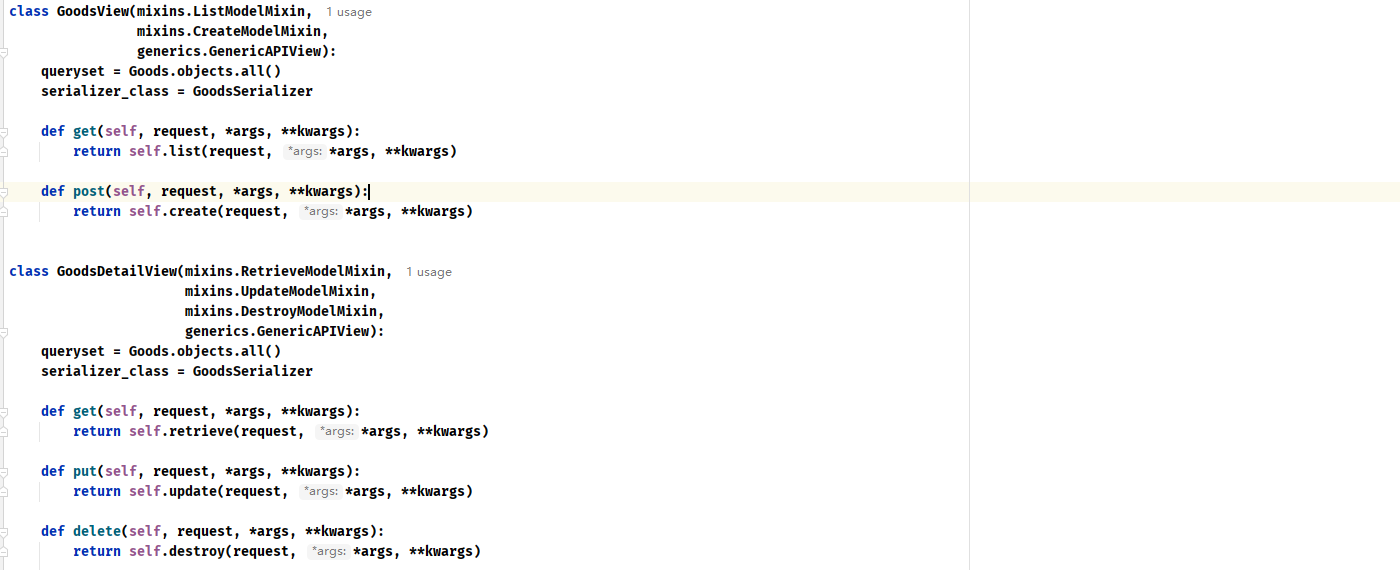 class GoodsView(mixins.ListModelMixin, 1 usage
                mixins.CreateModelMixin,
                generics.GenericAPIView):
    queryset = Goods.objects.all()
    serializer_class = GoodsSerializer

    def get(self, request, *args, **kwargs):
        return self.list(request, *args: *args, **kwargs)

    def post(self, request, *args, **kwargs):
        return self.create(request, *args: *args, **kwargs)


class GoodsDetailView(mixins.RetrieveModelMixin, 1 usage
                      mixins.UpdateModelMixin,
                      mixins.DestroyModelMixin,
                      generics.GenericAPIView):
    queryset = Goods.objects.all()
    serializer_class = GoodsSerializer

    def get(self, request, *args, **kwargs):
        return self.retrieve(request, *args: *args, **kwargs)

    def put(self, request, *args, **kwargs):
        return self.update(request, *args: *args, **kwargs)

    def delete(self, request, *args, **kwargs):
        return self.destroy(request, *args: *args, **kwargs)